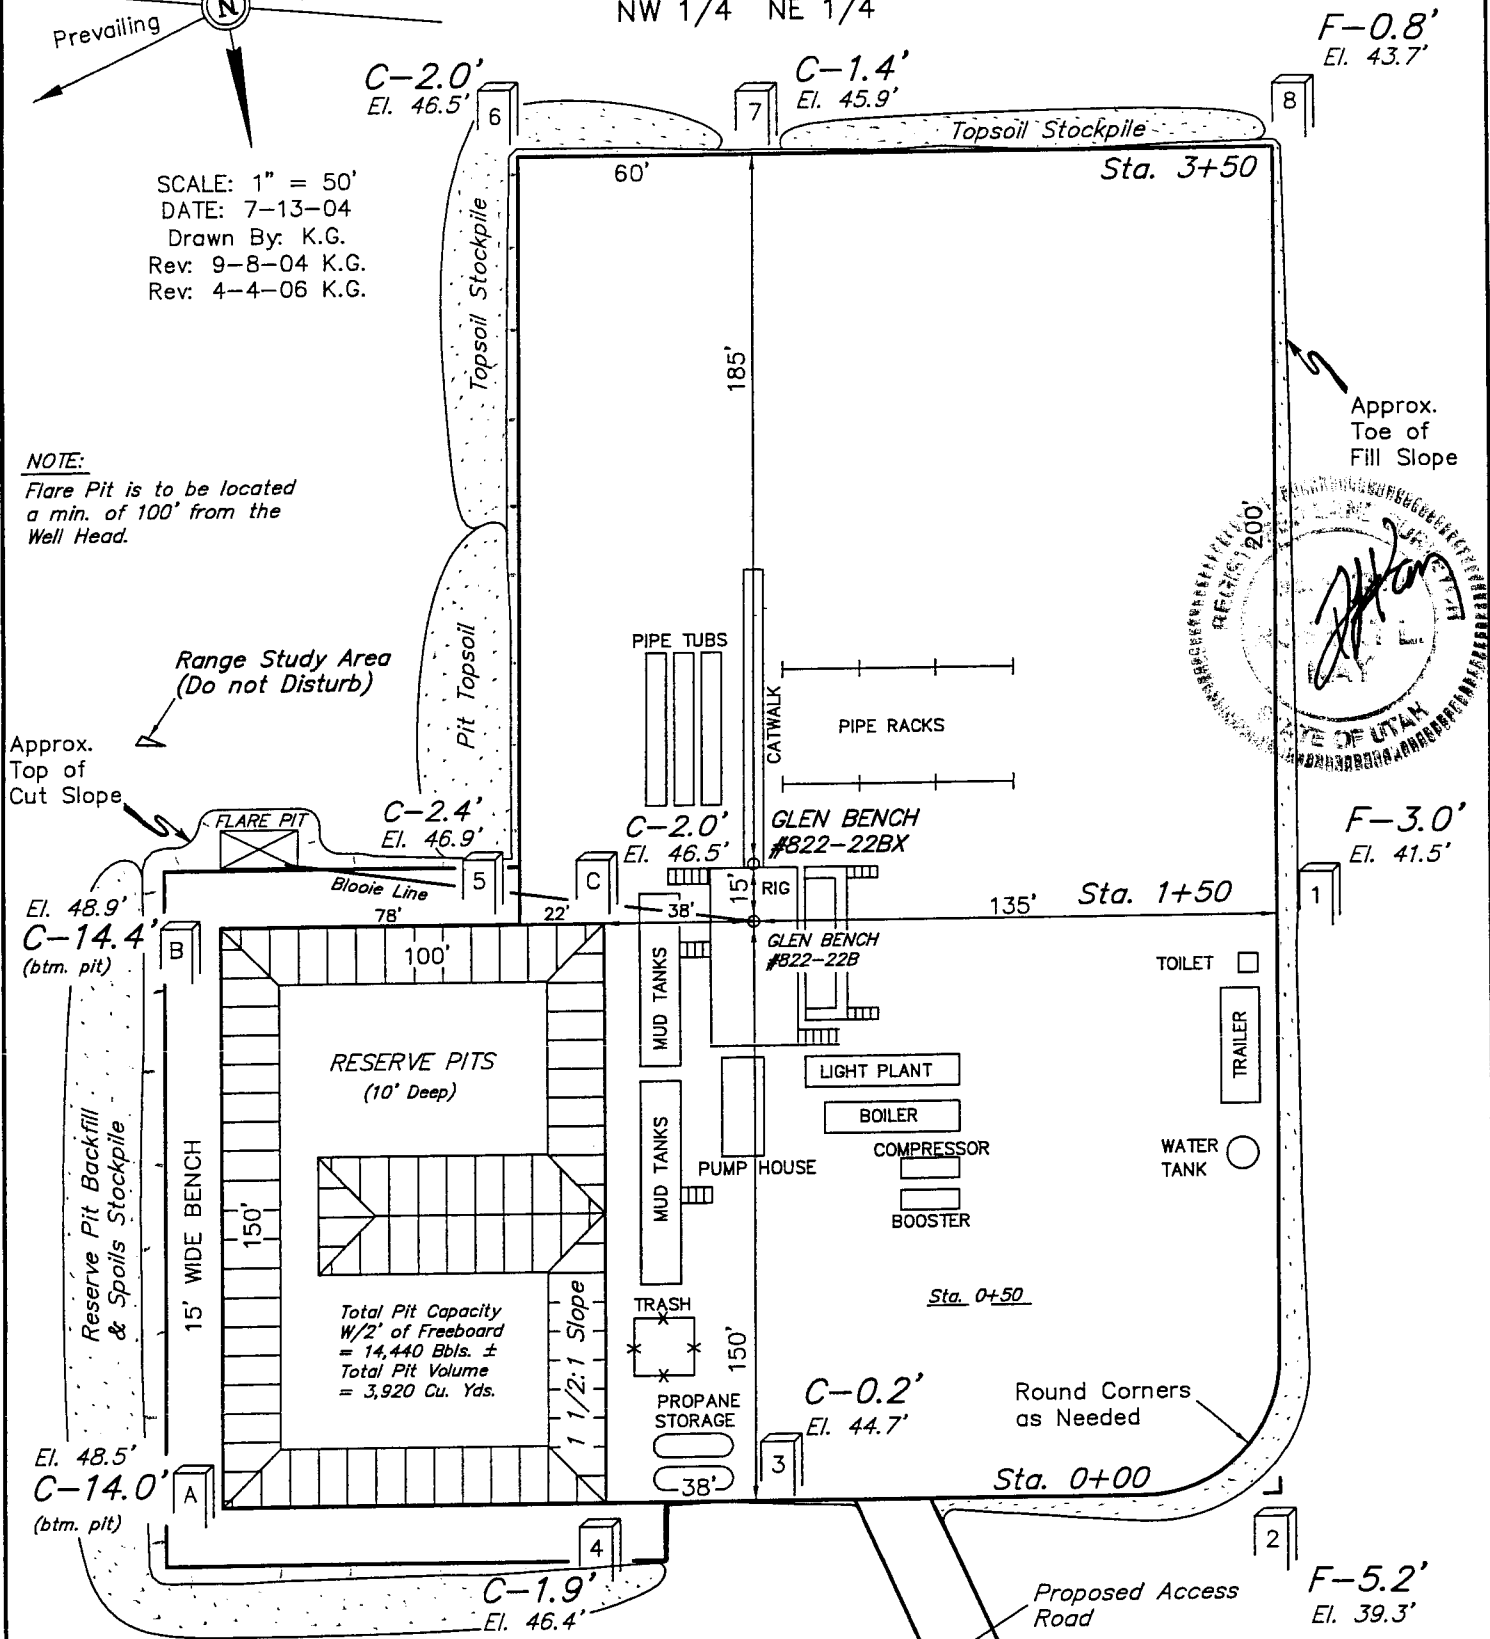 N
Prevailing
NW 1/4 NE 1/4
F-0.8'
El. 43.7'
C-2.0'
El. 46.5'
6
C-1.4'
El. 45.9'
7
8
Topsoil Stockpile
60'
Sta. 3+50
SCALE: 1" = 50'
DATE: 7-13-04
Drawn By: K.G.
Rev: 9-8-04 K.G.
Rev: 4-4-06 K.G.
Topsoil Stockpile
185'
Approx.
Toe of
Fill Slope
NOTE:
Flare Pit is to be located
a min. of 100' from the
Well Head.
200'
STATE OF UTAH
Pit Topsoil
Range Study Area
(Do not Disturb)
PIPE TUBS
CATWALK
PIPE RACKS
Approx.
Top of
Cut Slope
FLARE PIT
C-2.4'
El. 46.9'
5
C-2.0'
El. 46.5'
C
GLEN BENCH
#822-22BX
F-3.0'
El. 41.5'
1
Blooie Line
15'
RIG
El. 48.9'
C-14.4'
(btm. pit)
B
78'
22'
38'
135'
Sta. 1+50
100'
GLEN BENCH
#822-22B
TOILET
TRAILER
MUD TANKS
RESERVE PITS
(10' Deep)
LIGHT PLANT
BOILER
COMPRESSOR
BOOSTER
PUMP HOUSE
MUD TANKS
WATER
TANK
Reserve Pit Backfill
& Spoils Stockpile
15' WIDE BENCH
150'
Total Pit Capacity
W/2' of Freeboard
= 14,440 Bbls. ±
Total Pit Volume
= 3,920 Cu. Yds.
1 1/2:1 Slope
TRASH
150'
Sta. 0+50
PROPANE
STORAGE
38'
C-0.2'
El. 44.7'
3
Round Corners
as Needed
Sta. 0+00
El. 48.5'
C-14.0'
(btm. pit)
A
4
C-1.9'
El. 46.4'
2
F-5.2'
El. 39.3'
Proposed Access
Road